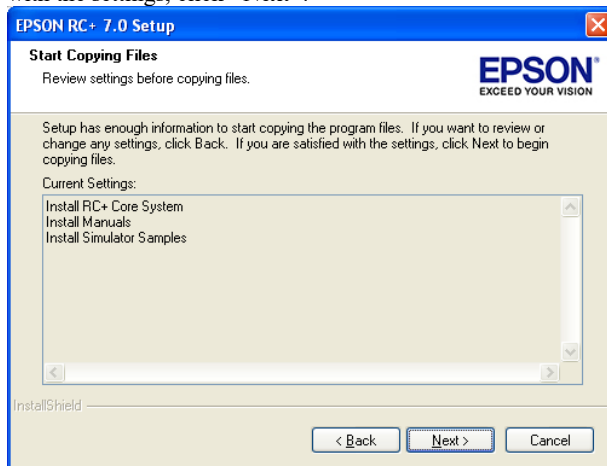 EPSON RC+ 7.0 Setup
Start Copying Files
Review settings before copying files.
EPSON®
EXCEED YOUR VISION
Setup has enough information to start copying the program files. If you want to review or
change any settings, click Back. If you are satisfied with the settings, click Next to begin
copying files.
Current Settings:
Install RC+ Core System
Install Manuals
Install Simulator Samples
InstallShield
< Back
Next >
Cancel